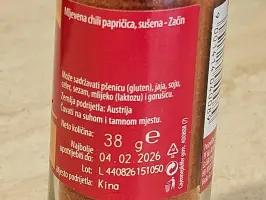 Mljevena chili papričica, sušena - Začin
Može sadržavati pšenicu (gluten), jaja, soju,
celer, sezam, mlijeko (laktozu) i gorušicu.
Zemlja podrijetla: Austrija
Čuvati na suhom i tamnom mjestu.
Neto količina: 38 g e
Najbolje
upotrijebiti do: 04.02.2026
Lot: L 440826151050
Mjesto podrijetla: Kina